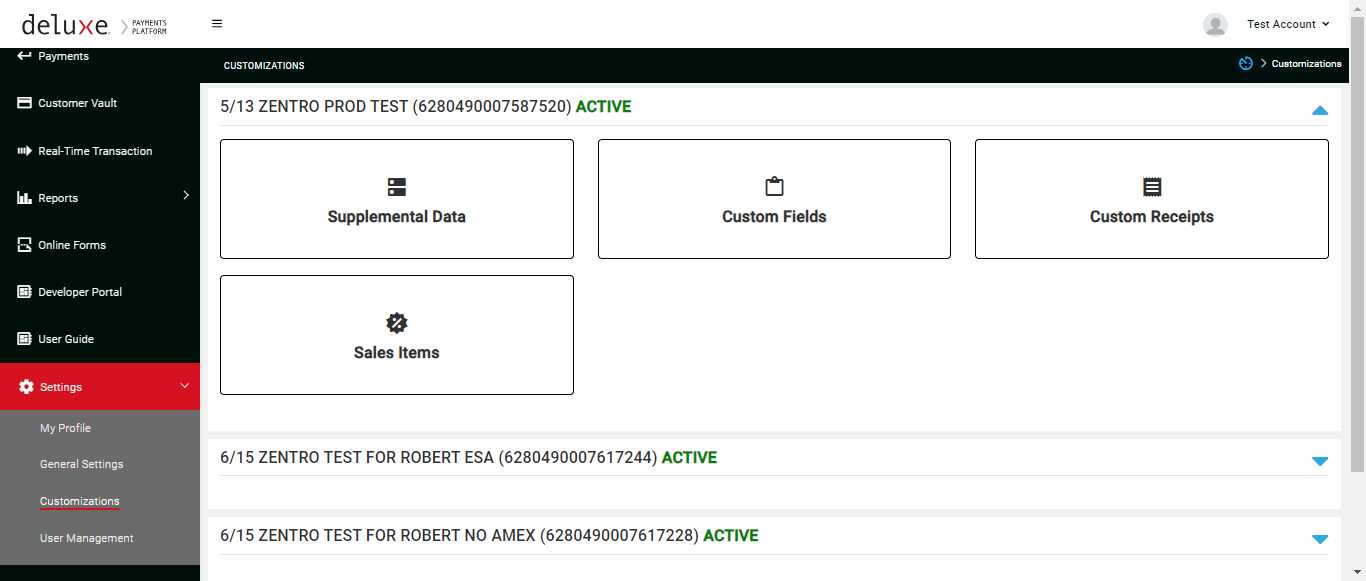 deluxe PAYMENTS PLATFORM
Test Account
Payments
Customer Vault
Real-Time Transaction
Reports
Online Forms
Developer Portal
User Guide
Settings
My Profile
General Settings
Customizations
User Management
CUSTOMIZATIONS
Customizations
5/13 ZENTRO PROD TEST (6280490007587520) ACTIVE
Supplemental Data
Custom Fields
Custom Receipts
Sales Items
6/15 ZENTRO TEST FOR ROBERT ESA (6280490007617244) ACTIVE
6/15 ZENTRO TEST FOR ROBERT NO AMEX (6280490007617228) ACTIVE